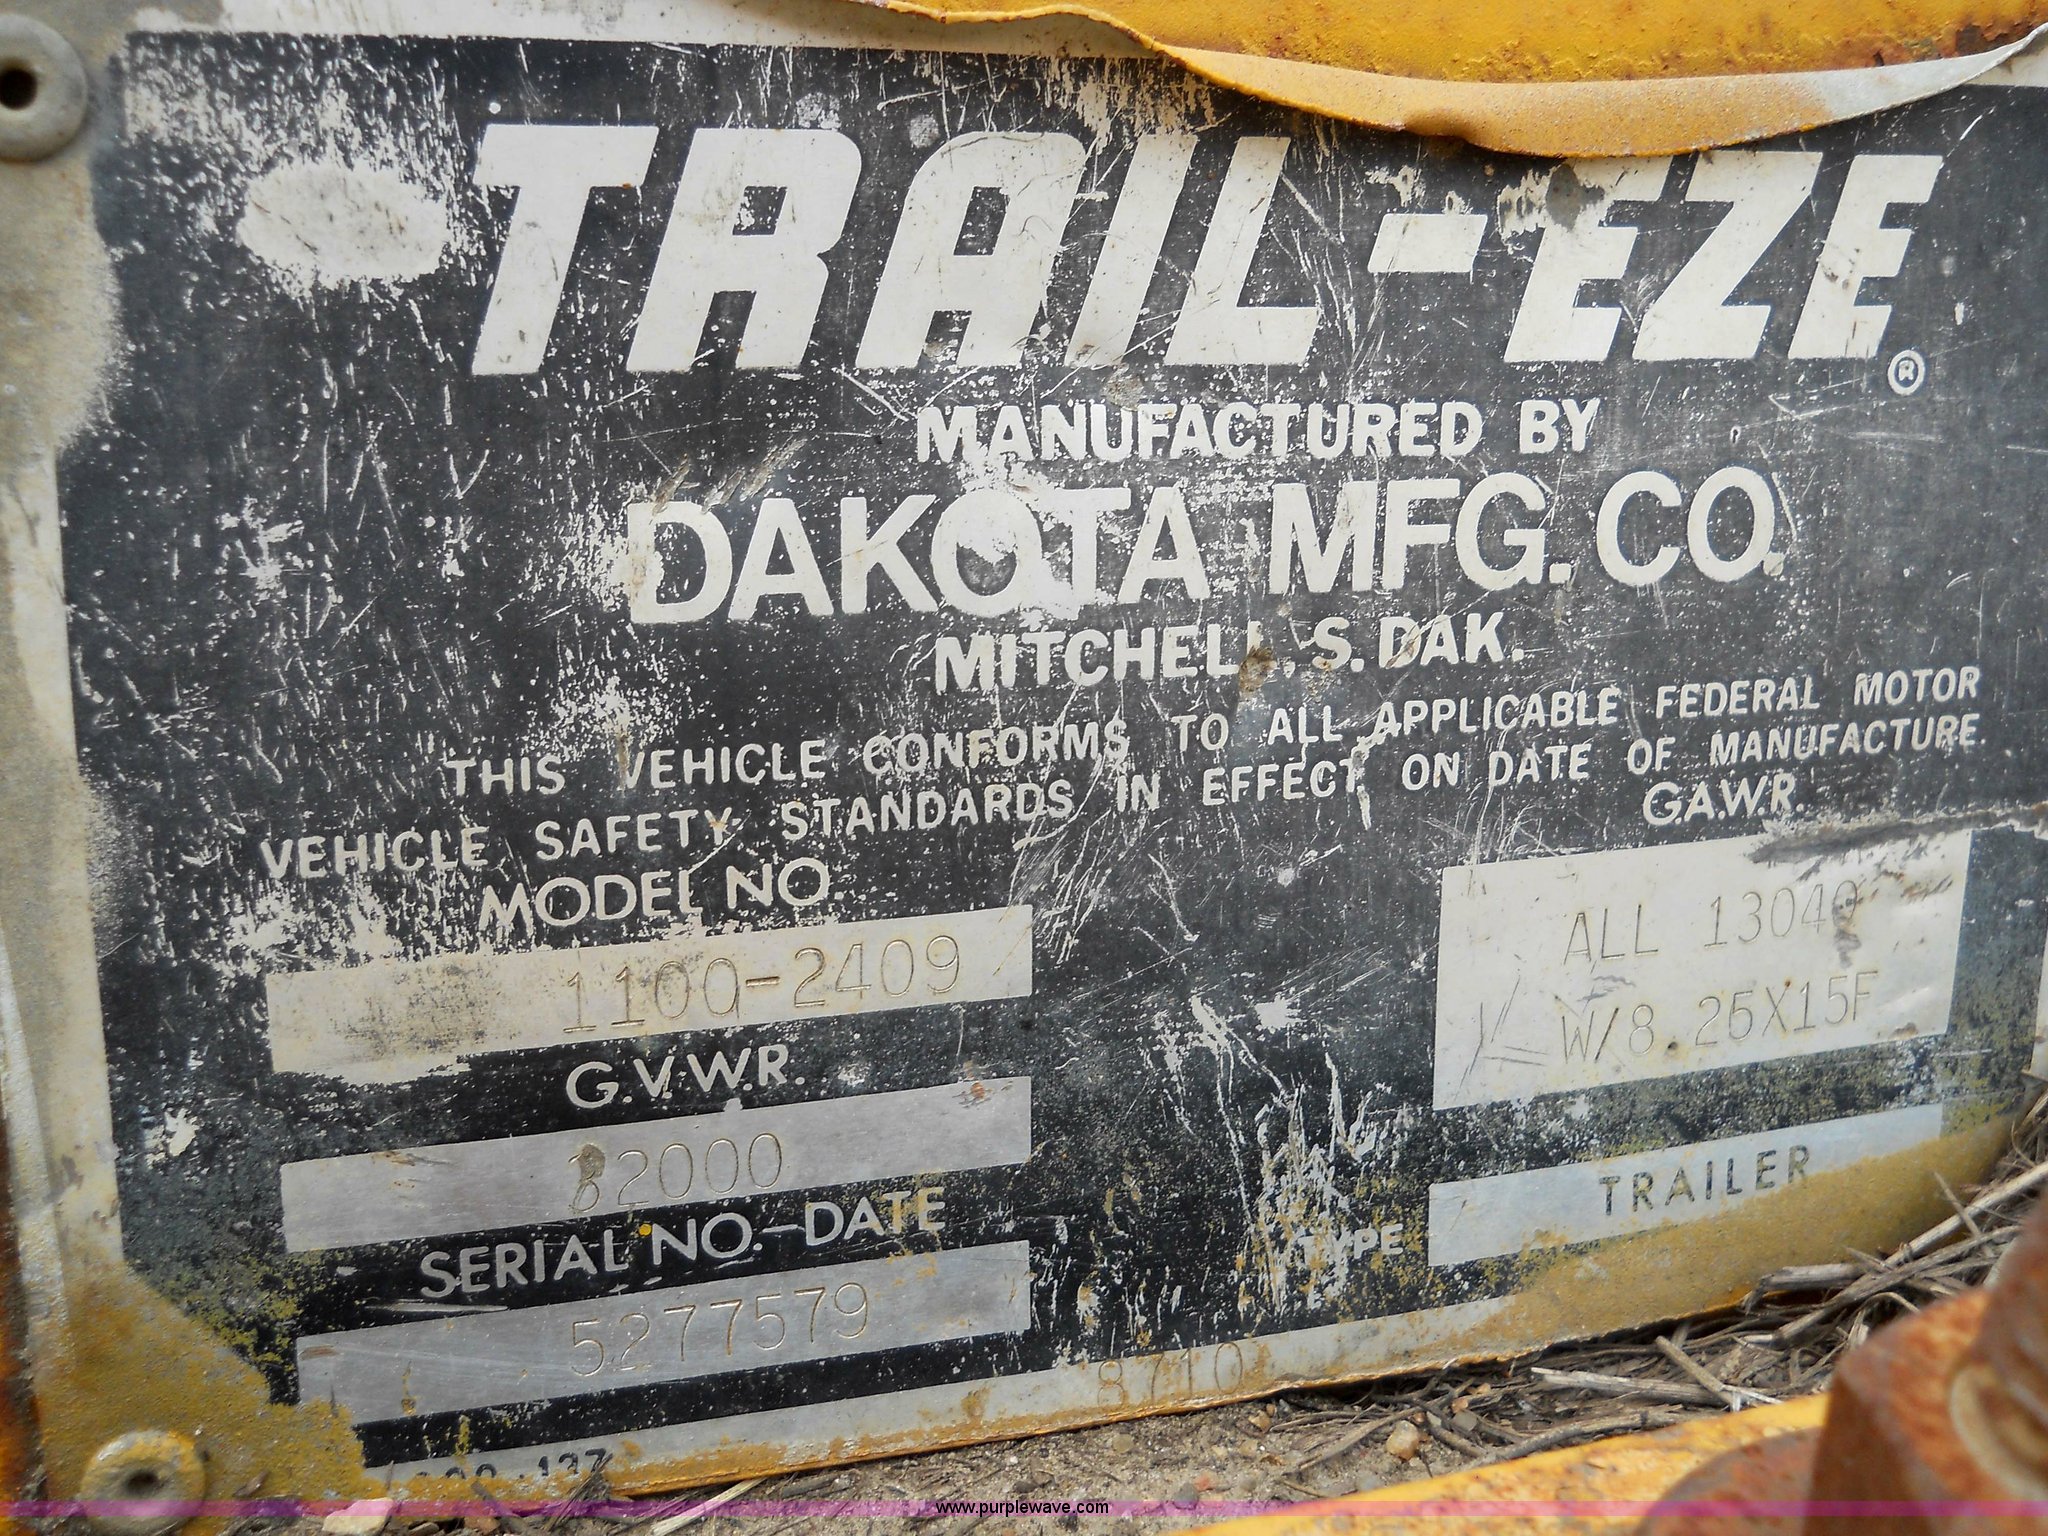 TRAIL-EZE ®
MANUFACTURED BY
DAKOTA MFG. CO.
MITCHELL, S. DAK.
THIS VEHICLE CONFORMS TO ALL APPLICABLE FEDERAL MOTOR
VEHICLE SAFETY STANDARDS IN EFFECT ON DATE OF MANUFACTURE.
MODEL NO.
1100-2409
G.V.W.R.
SERIAL NO.-DATE
5277579
G.A.W.R.
ALL 13040
W/8.25X15F
TYPE TRAILER
8710
www.purplewave.com